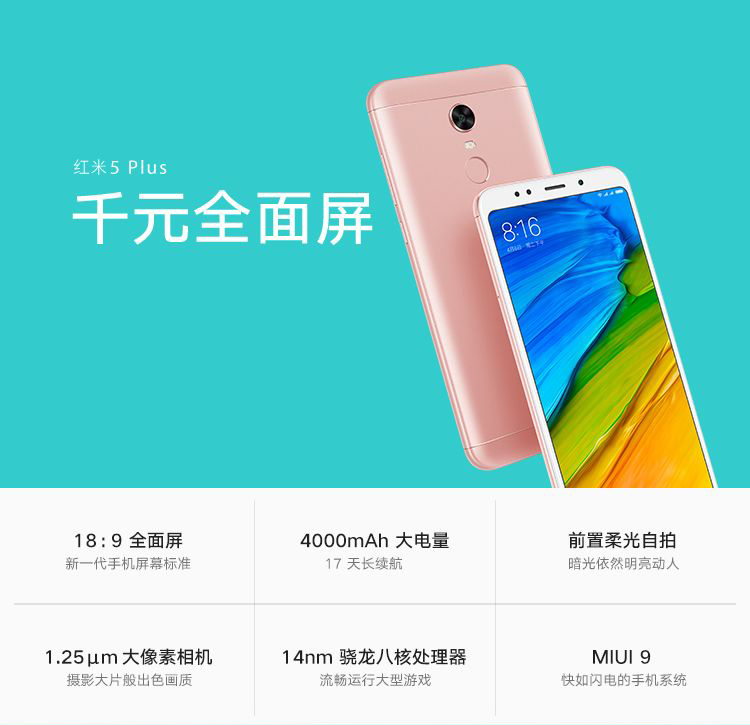 红米5 Plus
千元全面屏
8:16
18:9 全面屏
新一代手机屏幕标准
4000mAh 大电量
17 天长续航
前置柔光自拍
暗光依然明亮动人
1.25μm大像素相机
摄影大片般出色画质
14nm 骁龙八核处理器
流畅运行大型游戏
MIUI 9
快如闪电的手机系统